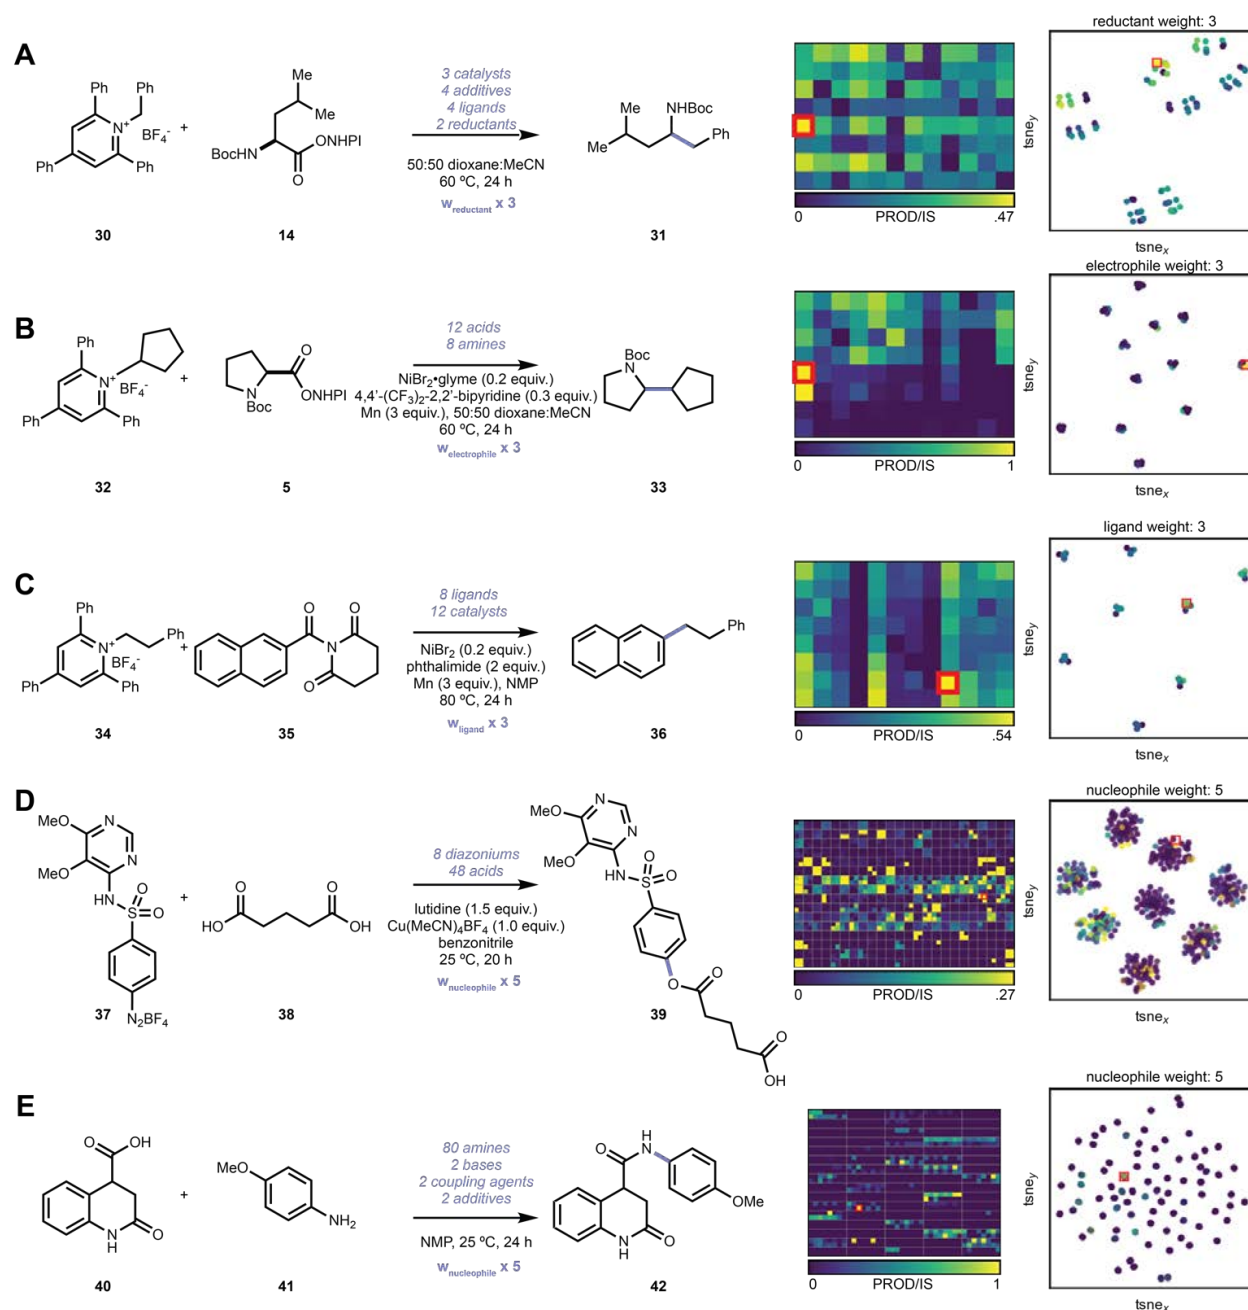 A
Ph
Ph
N+
BF4-
Ph
Ph
30
+
Me
Me
BocHN
ONHPI
O
14
3 catalysts
4 additives
4 ligands
2 reductants
50:50 dioxane:MeCN
60 ºC, 24 h
wreductant x 3
Me
NHBoc
Me
Ph
31
0
PROD/IS
.47
reductant weight: 3
tsney
tsnex
B
Ph
N+
BF4-
Ph
Ph
32
+
O
N
Boc
ONHPI
5
12 acids
8 amines
NiBr2•glyme (0.2 equiv.)
4,4'-(CF3)2-2,2'-bipyridine (0.3 equiv.)
Mn (3 equiv.), 50:50 dioxane:MeCN
60 ºC, 24 h
welectrophile x 3
Boc
N
33
0
PROD/IS
1
electrophile weight: 3
tsney
tsnex
C
Ph
Ph
N+
BF4-
Ph
Ph
34
+
O
O
N
O
35
8 ligands
12 catalysts
NiBr2 (0.2 equiv.)
phthalimide (2 equiv.)
Mn (3 equiv.), NMP
80 ºC, 24 h
wligand x 3
Ph
36
0
PROD/IS
.54
ligand weight: 3
tsney
tsnex
D
MeO
N
MeO
N
HN
O
S
O
N2BF4
37
+
O
O
HO
OH
38
8 diazoniums
48 acids
lutidine (1.5 equiv.)
Cu(MeCN)4BF4 (1.0 equiv.)
benzonitrile
25 ºC, 20 h
wnucleophile x 5
MeO
N
MeO
N
HN
O
S
O
O
O
O
OH
39
0
PROD/IS
.27
nucleophile weight: 5
tsney
tsnex
E
O
OH
N
H
O
40
+
MeO
NH2
41
80 amines
2 bases
2 coupling agents
2 additives
NMP, 25 ºC, 24 h
wnucleophile x 5
O
H
N
OMe
N
H
O
42
0
PROD/IS
1
nucleophile weight: 5
tsney
tsnex